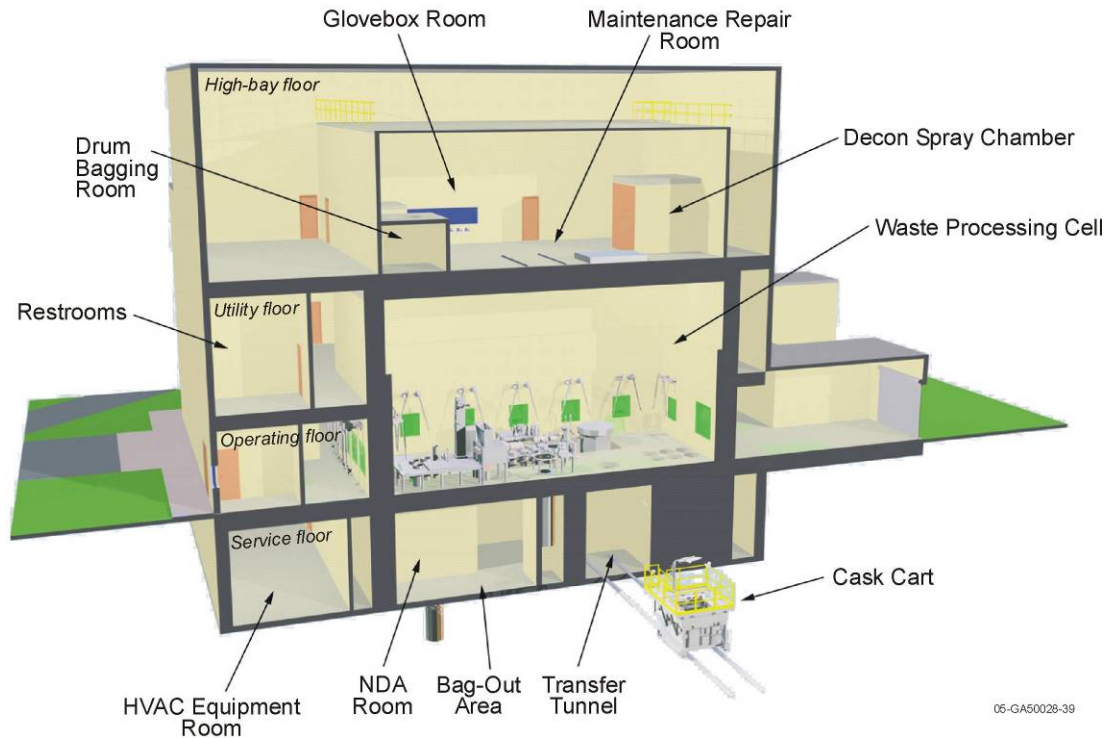 Glovebox Room
Maintenance Repair
Room
High-bay floor
Drum
Bagging
Room
Decon Spray Chamber
Waste Processing Cell
Restrooms
Utility floor
Operating floor
Service floor
Cask Cart
HVAC Equipment
Room
NDA
Room
Bag-Out
Area
Transfer
Tunnel
05-GA50028-39